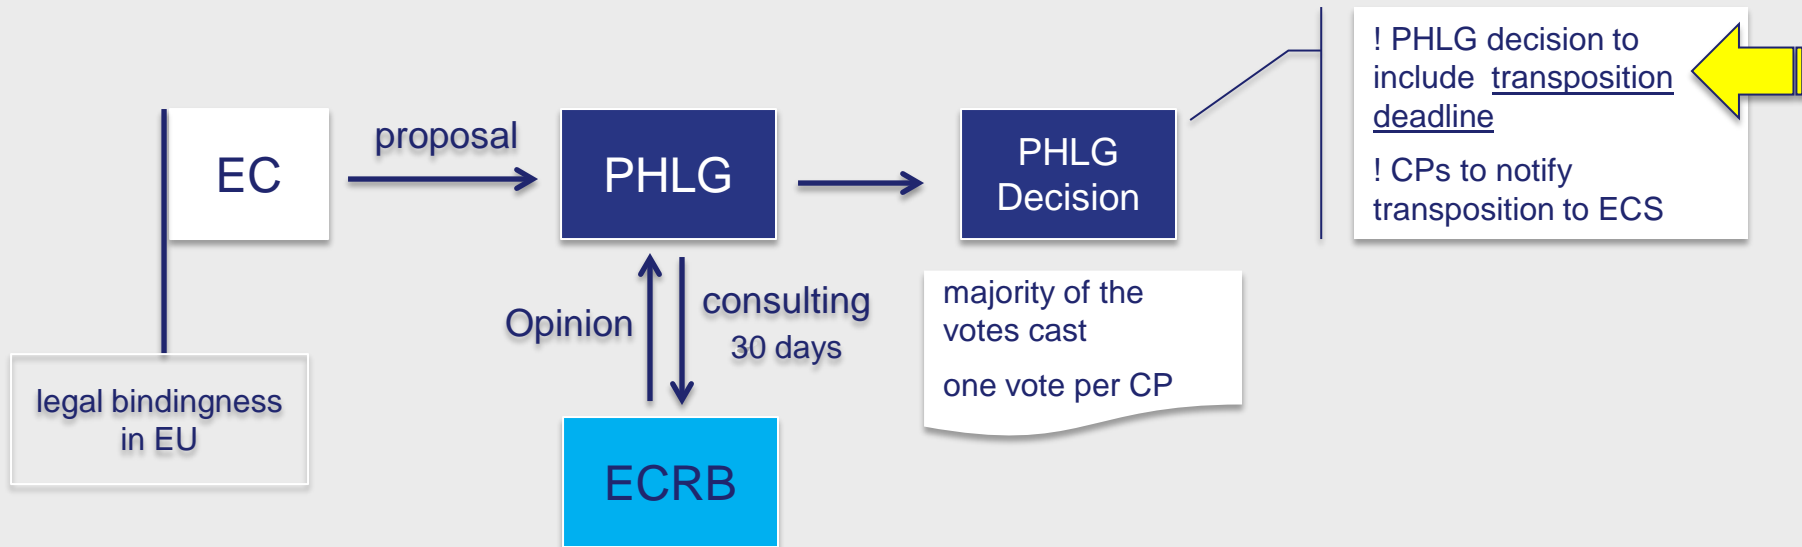 ! PHLG decision to
include transposition
deadline
! CPs to notify
transposition to ECS
EC
proposal
PHLG
PHLG
Decision
Opinion
consulting
30 days
majority of the
votes cast
one vote per CP
legal bindingness
in EU
ECRB